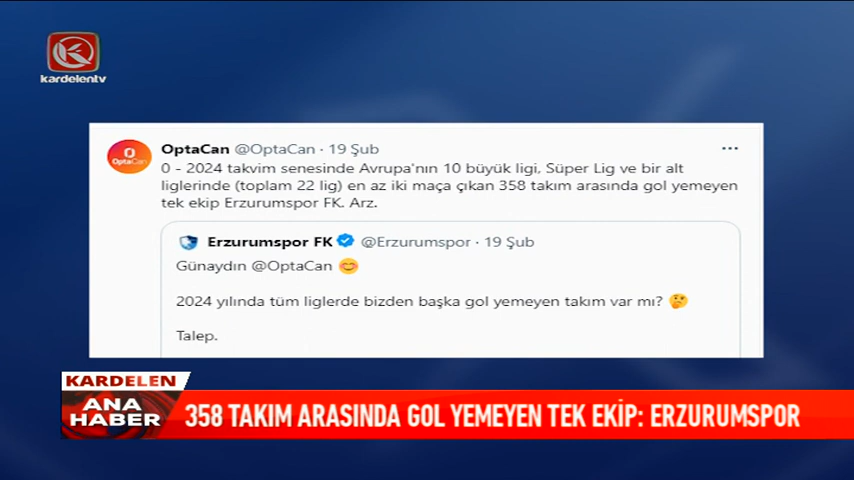 kardelentv
OptaCan @OptaCan · 19 Şub
OptaCan
0 - 2024 takvim senesinde Avrupa'nın 10 büyük ligi, Süper Lig ve bir alt
liglerinde (toplam 22 lig) en az iki maça çıkan 358 takım arasında gol yemeyen
tek ekip Erzurumspor FK. Arz.
Erzurumspor FK @Erzurumspor · 19 Şub
Günaydın @OptaCan 😊
2024 yılında tüm liglerde bizden başka gol yemeyen takım var mı? 🤔
Talep.
KARDELEN
ANA
HABER
358 TAKIM ARASINDA GOL YEMEYEN TEK EKİP: ERZURUMSPOR